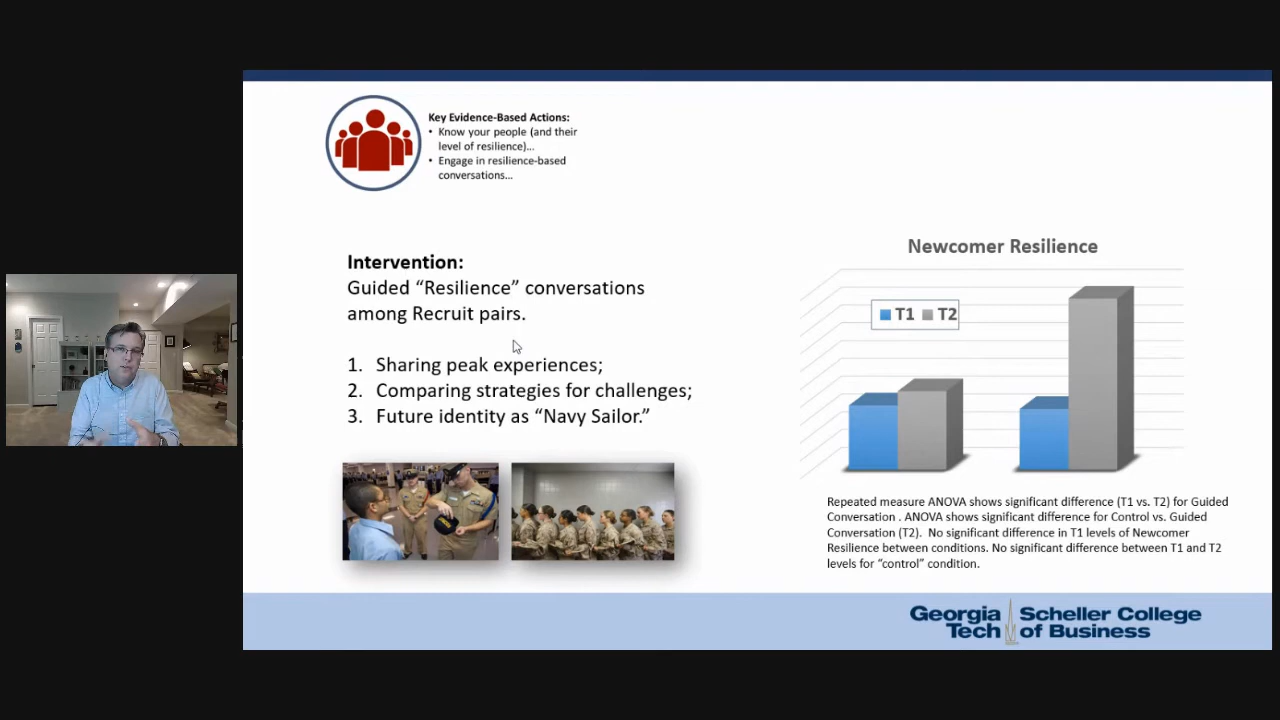 Key Evidence-Based Actions:
• Know your people (and their
level of resilience)...
• Engage in resilience-based
conversations...
Intervention:
Guided “Resilience” conversations
among Recruit pairs.
1. Sharing peak experiences;
2. Comparing strategies for challenges;
3. Future identity as “Navy Sailor.”
Newcomer Resilience
T1 T2
Repeated measure ANOVA shows significant difference (T1 vs. T2) for Guided
Conversation . ANOVA shows significant difference for Control vs. Guided
Conversation (T2). No significant difference in T1 levels of Newcomer
Resilience between conditions. No significant difference between T1 and T2
levels for “control” condition.
Georgia Tech
Scheller College of Business